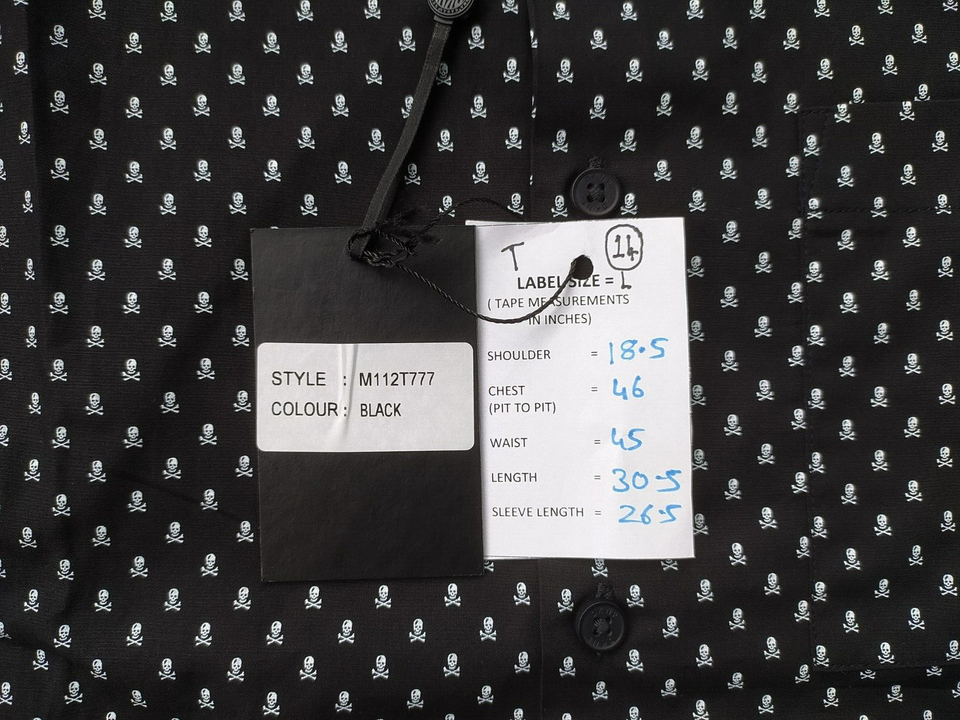 STYLE : M112T777
COLOUR : BLACK
T 14
LABEL SIZE = L
( TAPE MEASUREMENTS
IN INCHES)
SHOULDER = 18.5
CHEST = 46
(PIT TO PIT)
WAIST = 45
LENGTH = 30.5
SLEEVE LENGTH = 26.5